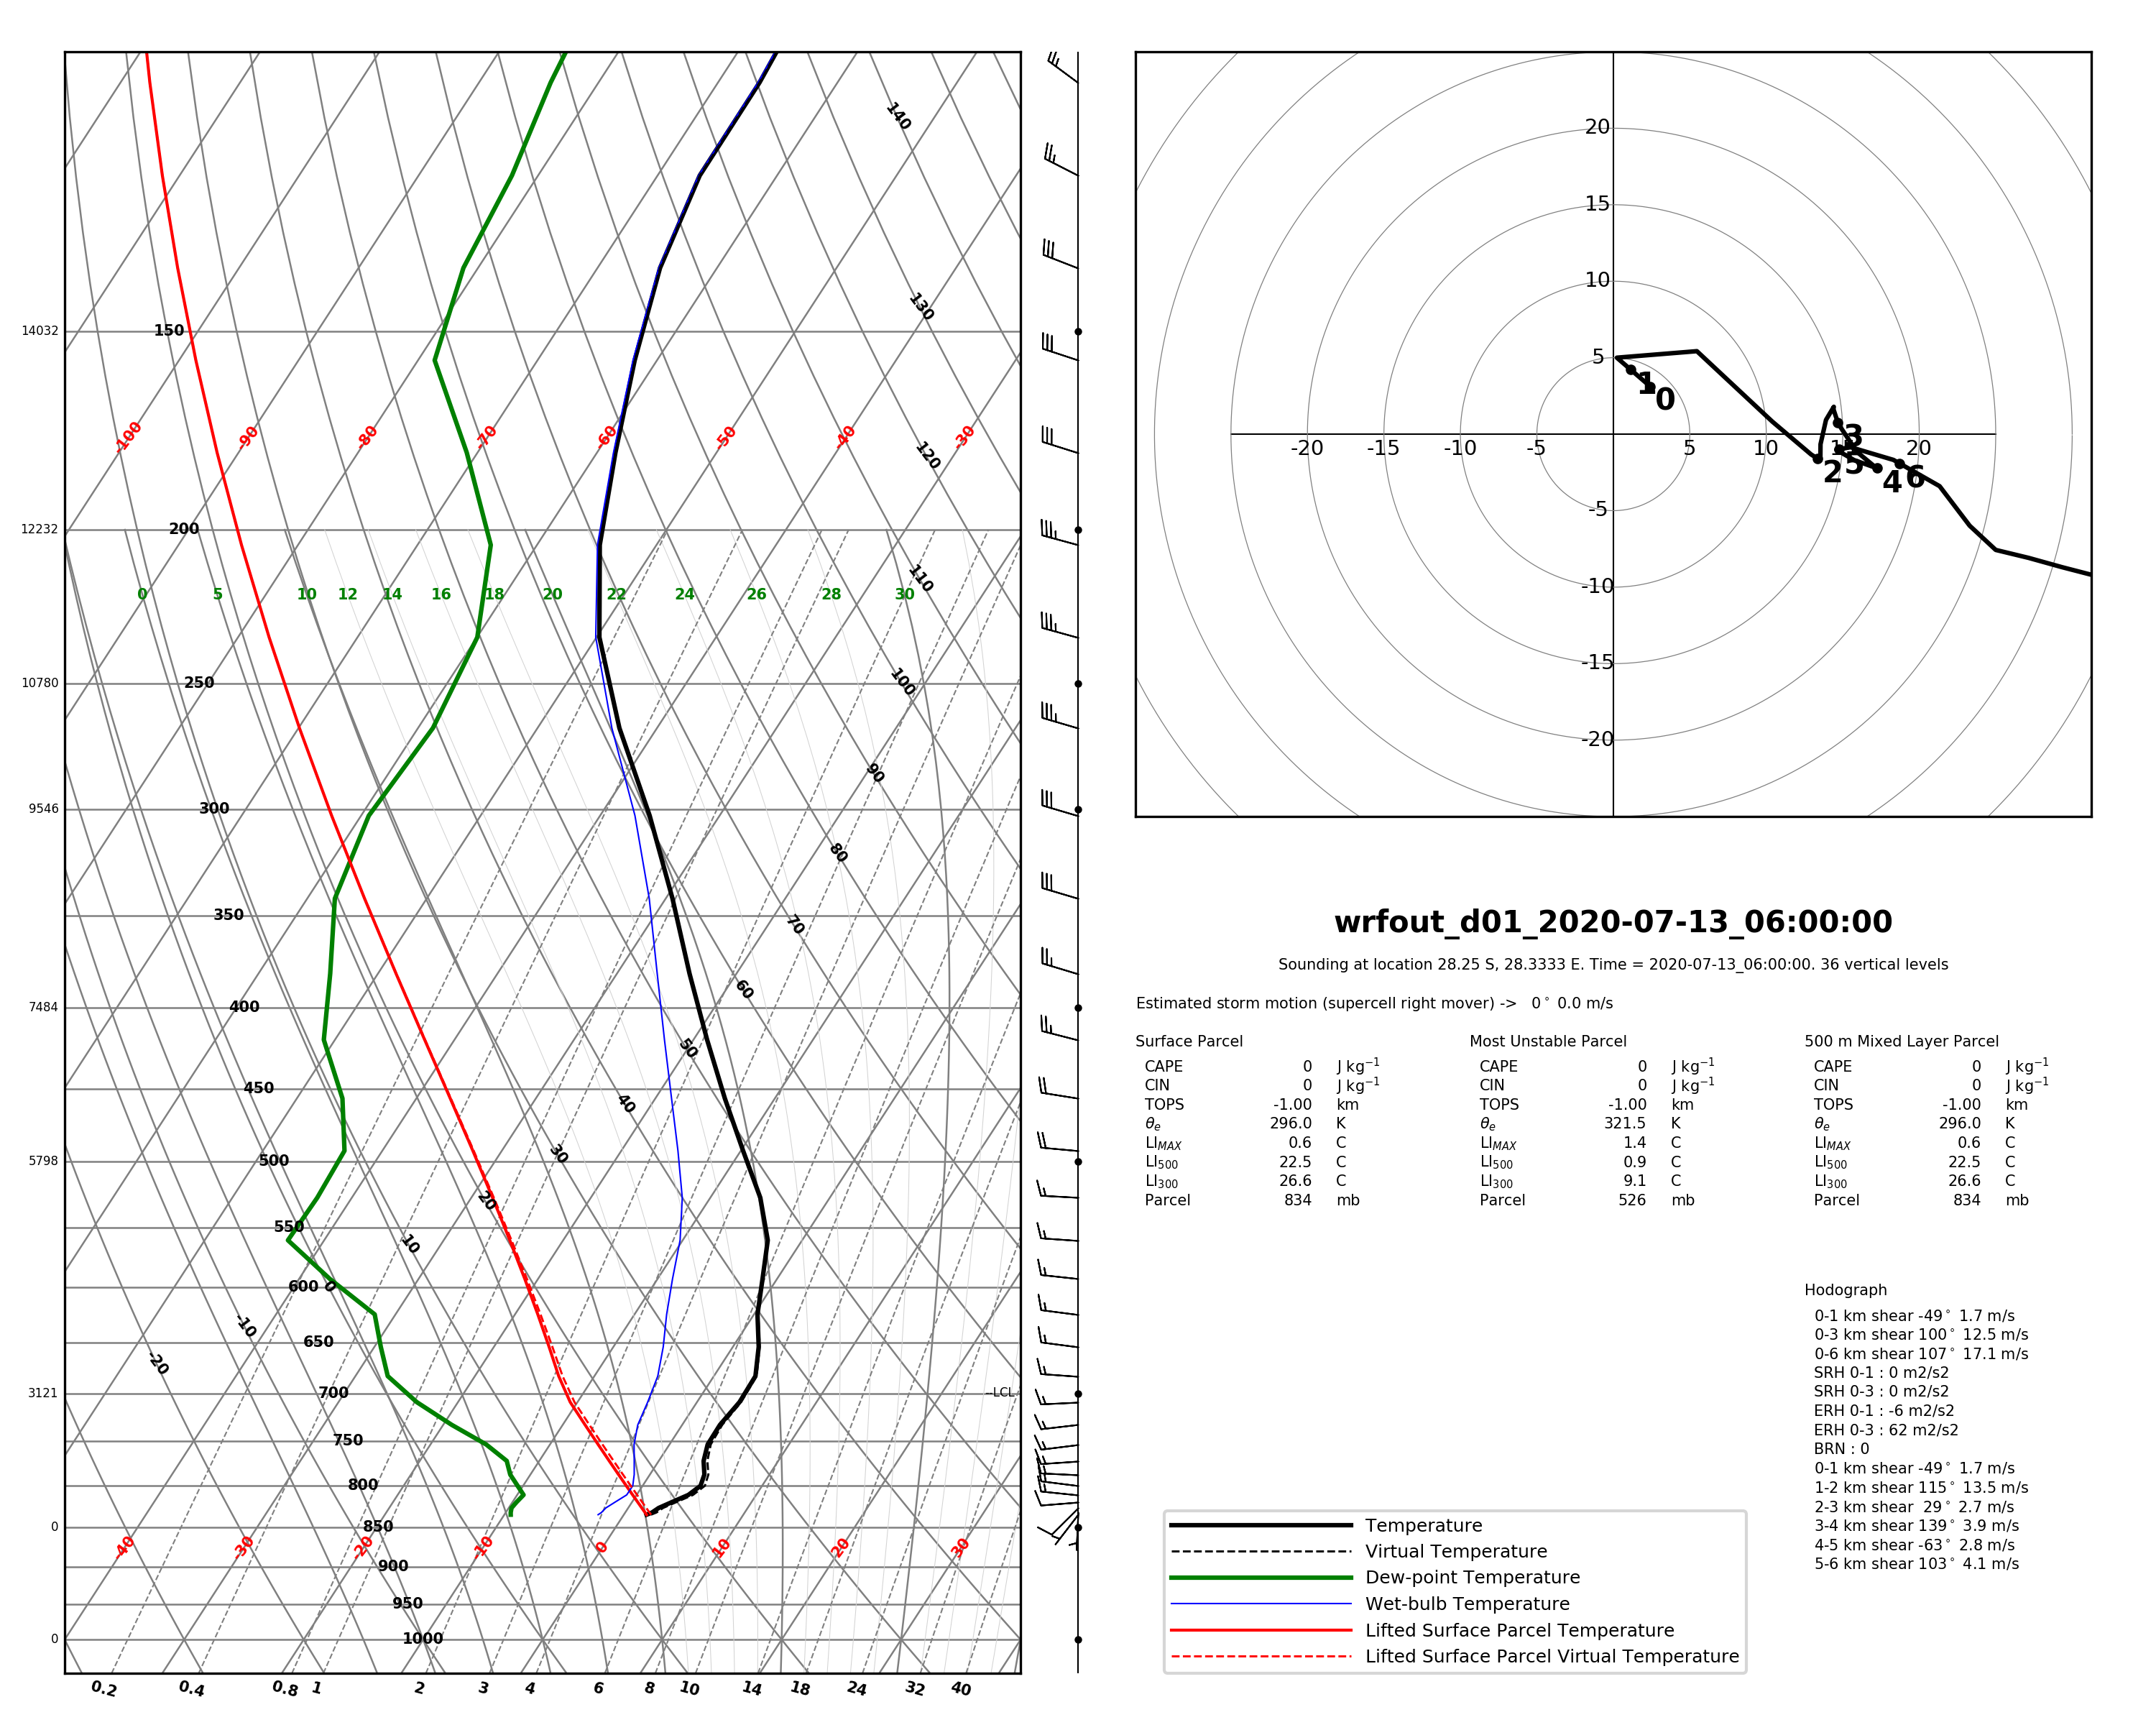 140
130
120
110
100
90
80
70
60
50
40
30
20
10
0
-10
-20
14032 150
-100 -90 -80 -70 -60 -50 -40 -30
12232 200
0 5 10 12 14 16 18 20 22 24 26 28 30
10780 250
9546 300
350
7484 400
450
5798 500
550
600
650
3121 700 --LCL
750
800
0 850
-40 -30 -20 -10 0 10 20 30
900
950
0 1000
0.2 0.4 0.8 1 2 3 4 6 8 10 14 18 24 32 40
20
15
10
5
-20 -15 -10 -5 5 10 15 20
-5
-10
-15
-20
0
1
2
3
4
5
6
wrfout_d01_2020-07-13_06:00:00
Sounding at location 28.25 S, 28.3333 E. Time = 2020-07-13_06:00:00. 36 vertical levels
Estimated storm motion (supercell right mover) -> 0° 0.0 m/s
Surface Parcel
CAPE 0 J kg⁻¹
CIN 0 J kg⁻¹
TOPS -1.00 km
θₑ 296.0 K
LI_MAX 0.6 C
LI₅₀₀ 22.5 C
LI₃₀₀ 26.6 C
Parcel 834 mb
Most Unstable Parcel
CAPE 0 J kg⁻¹
CIN 0 J kg⁻¹
TOPS -1.00 km
θₑ 321.5 K
LI_MAX 1.4 C
LI₅₀₀ 0.9 C
LI₃₀₀ 9.1 C
Parcel 526 mb
500 m Mixed Layer Parcel
CAPE 0 J kg⁻¹
CIN 0 J kg⁻¹
TOPS -1.00 km
θₑ 296.0 K
LI_MAX 0.6 C
LI₅₀₀ 22.5 C
LI₃₀₀ 26.6 C
Parcel 834 mb
Hodograph
0-1 km shear -49° 1.7 m/s
0-3 km shear 100° 12.5 m/s
0-6 km shear 107° 17.1 m/s
SRH 0-1 : 0 m2/s2
SRH 0-3 : 0 m2/s2
ERH 0-1 : -6 m2/s2
ERH 0-3 : 62 m2/s2
BRN : 0
0-1 km shear -49° 1.7 m/s
1-2 km shear 115° 13.5 m/s
2-3 km shear 29° 2.7 m/s
3-4 km shear 139° 3.9 m/s
4-5 km shear -63° 2.8 m/s
5-6 km shear 103° 4.1 m/s
Temperature
Virtual Temperature
Dew-point Temperature
Wet-bulb Temperature
Lifted Surface Parcel Temperature
Lifted Surface Parcel Virtual Temperature